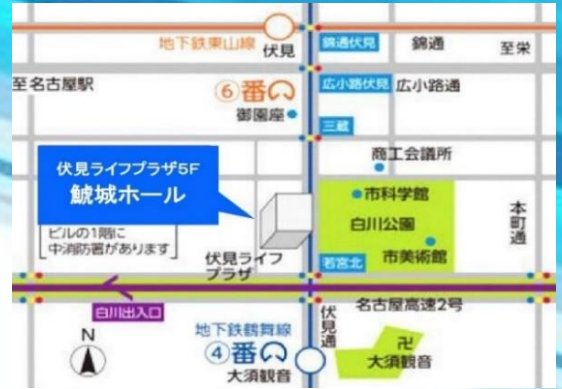 地下鉄東山線
伏見
錦通伏見
錦通
至栄
至名古屋駅
⑥番
広小路伏見
広小路通
御園座
三蔵
商工会議所
伏見ライフプラザ5F
鯱城ホール
市科学館
白川公園
本町通
ビルの1階に
中消防署があります
伏見ライフ
プラザ
若宮北
市美術館
白川出入口
名古屋高速2号
伏見通
N
地下鉄鶴舞線
④番
大須観音
卍
大須観音